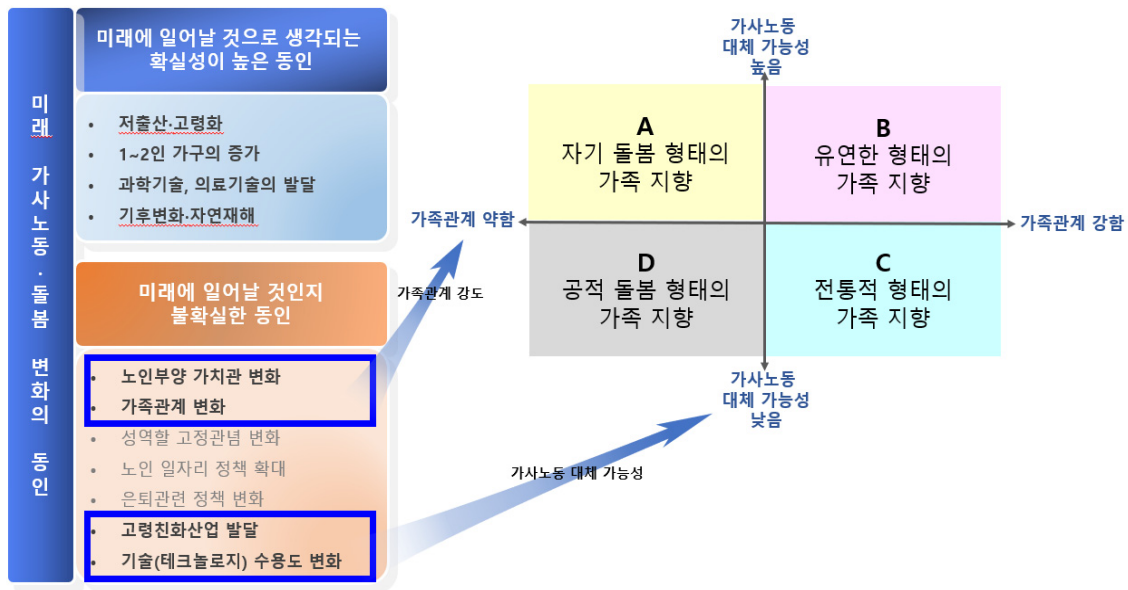 미래 가사노동·돌봄 변화의 동인
미래에 일어날 것으로 생각되는
확실성이 높은 동인
• 저출산·고령화
• 1~2인 가구의 증가
• 과학기술, 의료기술의 발달
• 기후변화·자연재해
미래에 일어날 것인지
불확실한 동인
• 노인부양 가치관 변화
• 가족관계 변화
• 성역할 고정관념 변화
• 노인 일자리 정책 확대
• 은퇴관련 정책 변화
• 고령친화산업 발달
• 기술(테크놀로지) 수용도 변화
가족관계 강도
가사노동 대체 가능성
가사노동
대체 가능성
높음
A
자기 돌봄 형태의
가족 지향
B
유연한 형태의
가족 지향
가족관계 약함
가족관계 강함
D
공적 돌봄 형태의
가족 지향
C
전통적 형태의
가족 지향
가사노동
대체 가능성
낮음